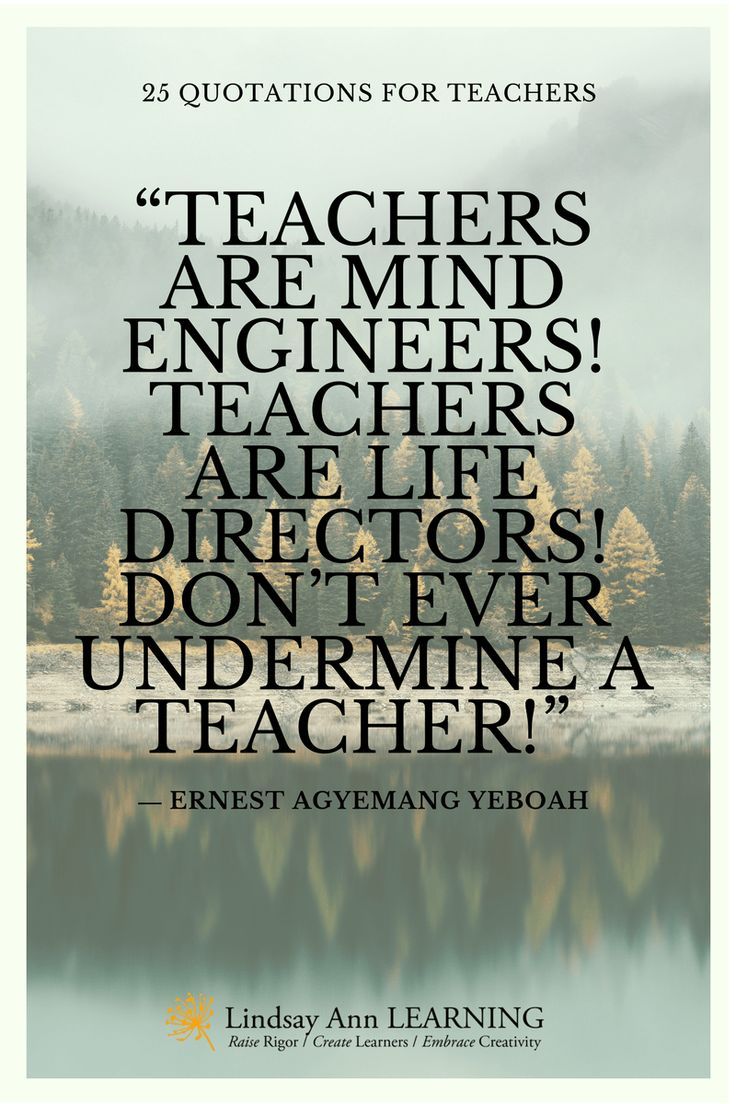 25 QUOTATIONS FOR TEACHERS
“TEACHERS
ARE MIND
ENGINEERS!
TEACHERS
ARE LIFE
DIRECTORS!
DON’T EVER
UNDERMINE A
TEACHER!”
— ERNEST AGYEMANG YEBOAH
Lindsay Ann LEARNING
Raise Rigor / Create Learners / Embrace Creativity